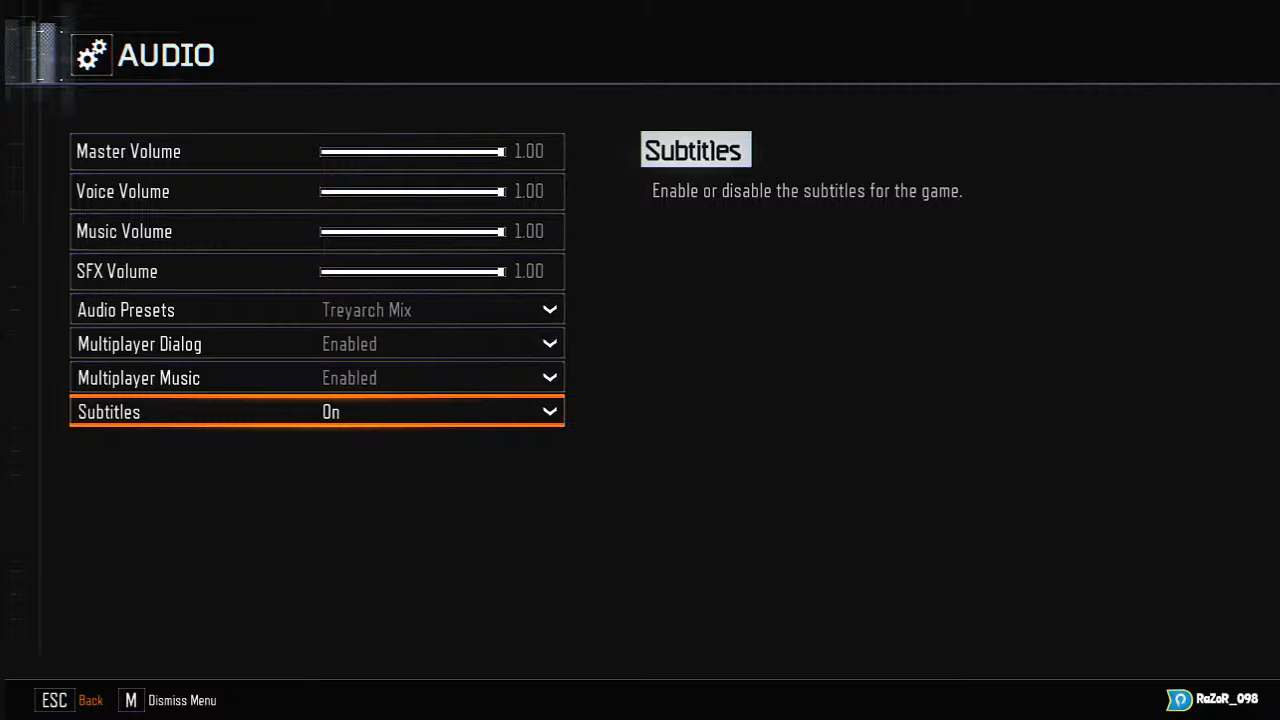 AUDIO
Master Volume 1.00
Voice Volume 1.00
Music Volume 1.00
SFX Volume 1.00
Audio Presets Treyarch Mix
Multiplayer Dialog Enabled
Multiplayer Music Enabled
Subtitles On
Subtitles
Enable or disable the subtitles for the game.
ESC Back M Dismiss Menu
RaZoR_098